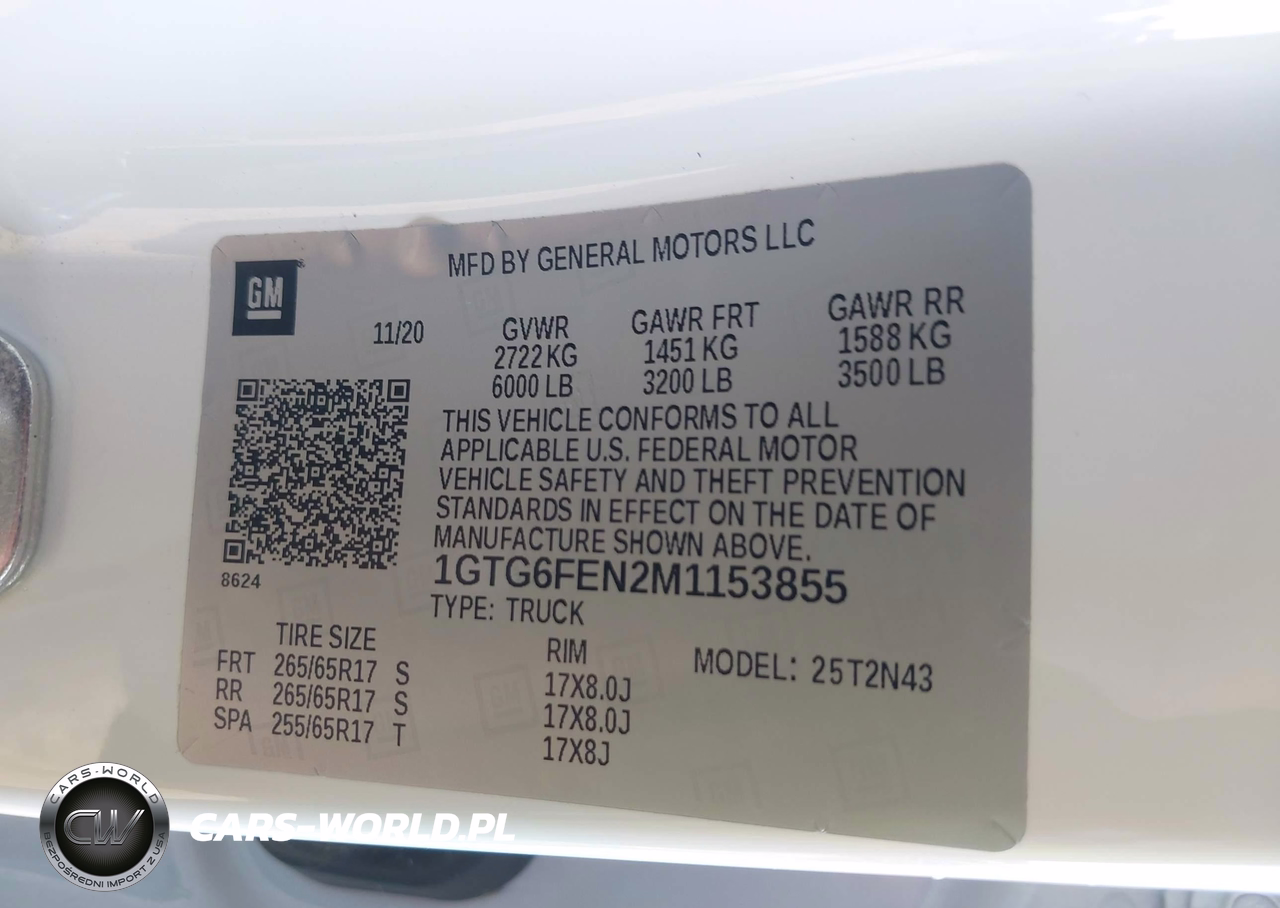 MFD BY GENERAL MOTORS LLC
GM
11/20
GVWR GAWR FRT GAWR RR
2722 KG 1451 KG 1588 KG
6000 LB 3200 LB 3500 LB
THIS VEHICLE CONFORMS TO ALL
APPLICABLE U.S. FEDERAL MOTOR
VEHICLE SAFETY AND THEFT PREVENTION
STANDARDS IN EFFECT ON THE DATE OF
MANUFACTURE SHOWN ABOVE.
8624
1GTG6FEN2M1153855
TYPE: TRUCK
TIRE SIZE RIM MODEL: 25T2N43
FRT 265/65R17 S 17X8.0J
RR 265/65R17 S 17X8.0J
SPA 255/65R17 T 17X8J
CARS-WORLD
CW
BEZPOŚREDNI IMPORT Z USA
CARS-WORLD.PL